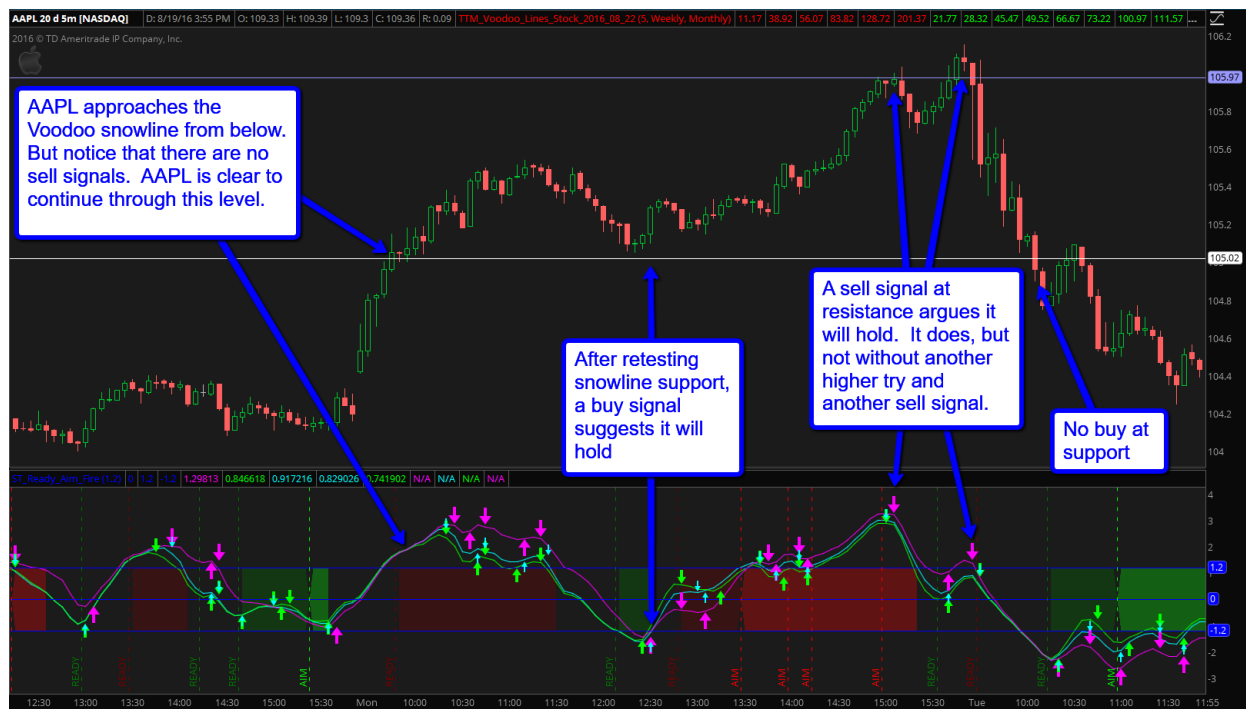 AAPL 20 d 5m [NASDAQ] D: 8/19/16 3:55 PM O: 109.33 H: 109.39 L: 109.3 C: 109.36 R: 0.09 TTM_Voodoo_Lines_Stock_2016_08_22 (5, Weekly, Monthly) 11.17 38.92 56.07 83.82 128.72 201.37 21.77 28.32 45.47 49.52 66.67 73.22 100.97 111.57 ...
2016 © TD Ameritrade IP Company, Inc.
106.2
105.97
105.8
105.6
105.4
105.2
105.02
104.8
104.6
104.4
104.2
104
AAPL approaches the
Voodoo snowline from below.
But notice that there are no
sell signals. AAPL is clear to
continue through this level.
After retesting
snowline support,
a buy signal
suggests it will
hold
A sell signal at
resistance argues it
will hold. It does, but
not without another
higher try and
another sell signal.
No buy at
support
1.29813 0.846618 0.917216 0.829026 0.741902 N/A N/A N/A N/A
4
3
2
1.2
0
-1.2
-2
-3
READY READY READY READY AIM READY READY READY AIM AIM AIM AIM READY READY READY AIM
12:30 13:00 13:30 14:00 14:30 15:00 15:30 Mon 10:00 10:30 11:00 11:30 12:00 12:30 13:00 13:30 14:00 14:30 15:00 15:30 Tue 10:00 10:30 11:00 11:30 11:55